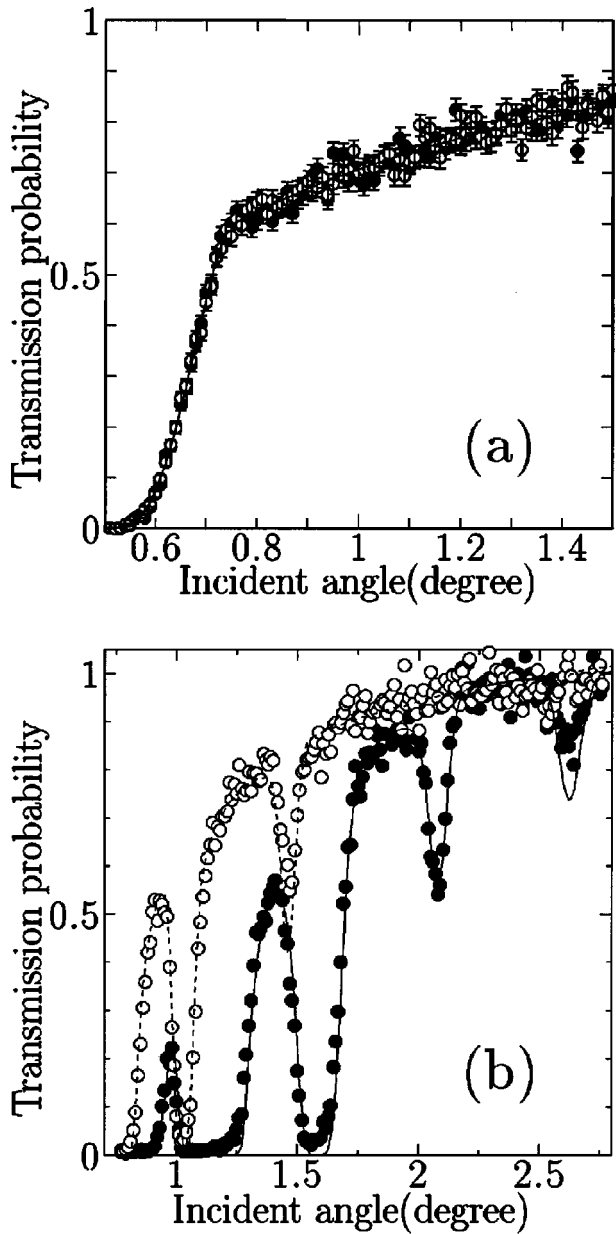 1
Transmission probability
0.5
(a)
0
0.6
0.8
1
1.2
1.4
Incident angle(degree)
1
Transmission probability
0.5
(b)
0
1
1.5
2
2.5
Incident angle(degree)